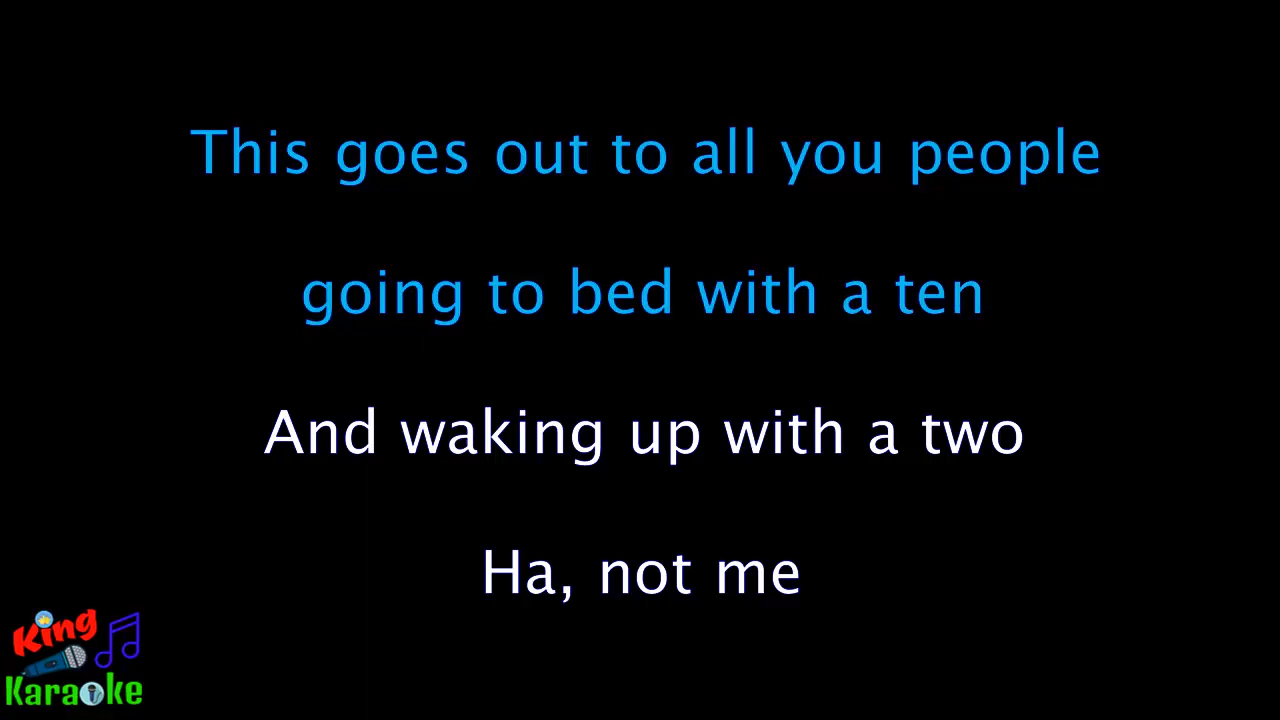 This goes out to all you people
going to bed with a ten
And waking up with a two
Ha, not me
King
Karaoke